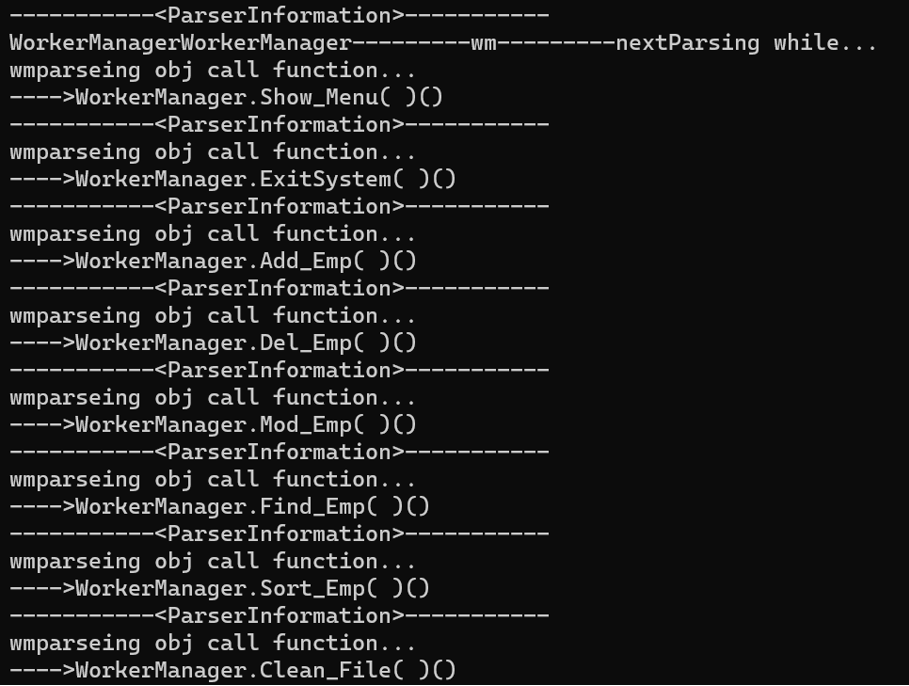 -----------<ParserInformation>-----------
WorkerManagerWorkerManager---------wm---------nextParsing while...
wmparseing obj call function...
---->WorkerManager.Show_Menu( )()
-----------<ParserInformation>-----------
wmparseing obj call function...
---->WorkerManager.ExitSystem( )()
-----------<ParserInformation>-----------
wmparseing obj call function...
---->WorkerManager.Add_Emp( )()
-----------<ParserInformation>-----------
wmparseing obj call function...
---->WorkerManager.Del_Emp( )()
-----------<ParserInformation>-----------
wmparseing obj call function...
---->WorkerManager.Mod_Emp( )()
-----------<ParserInformation>-----------
wmparseing obj call function...
---->WorkerManager.Find_Emp( )()
-----------<ParserInformation>-----------
wmparseing obj call function...
---->WorkerManager.Sort_Emp( )()
-----------<ParserInformation>-----------
wmparseing obj call function...
---->WorkerManager.Clean_File( )()